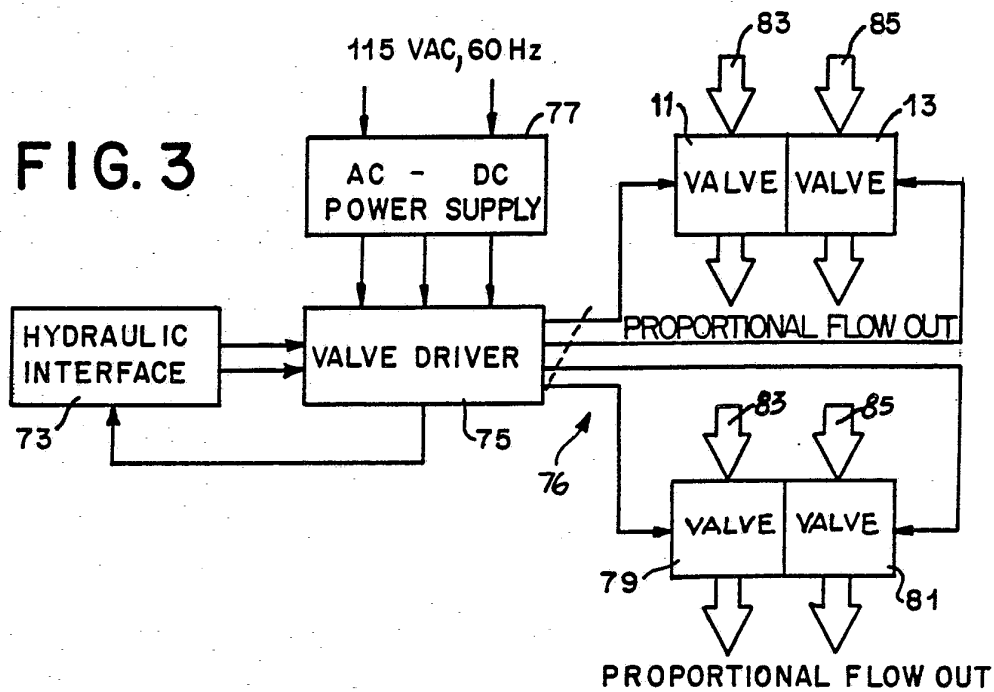 FIG. 3
115 VAC, 60 Hz
77
AC - DC
POWER SUPPLY
83
85
11
13
VALVE
VALVE
PROPORTIONAL FLOW OUT
HYDRAULIC
INTERFACE
73
VALVE DRIVER
75
76
83
85
VALVE
VALVE
79
81
PROPORTIONAL FLOW OUT